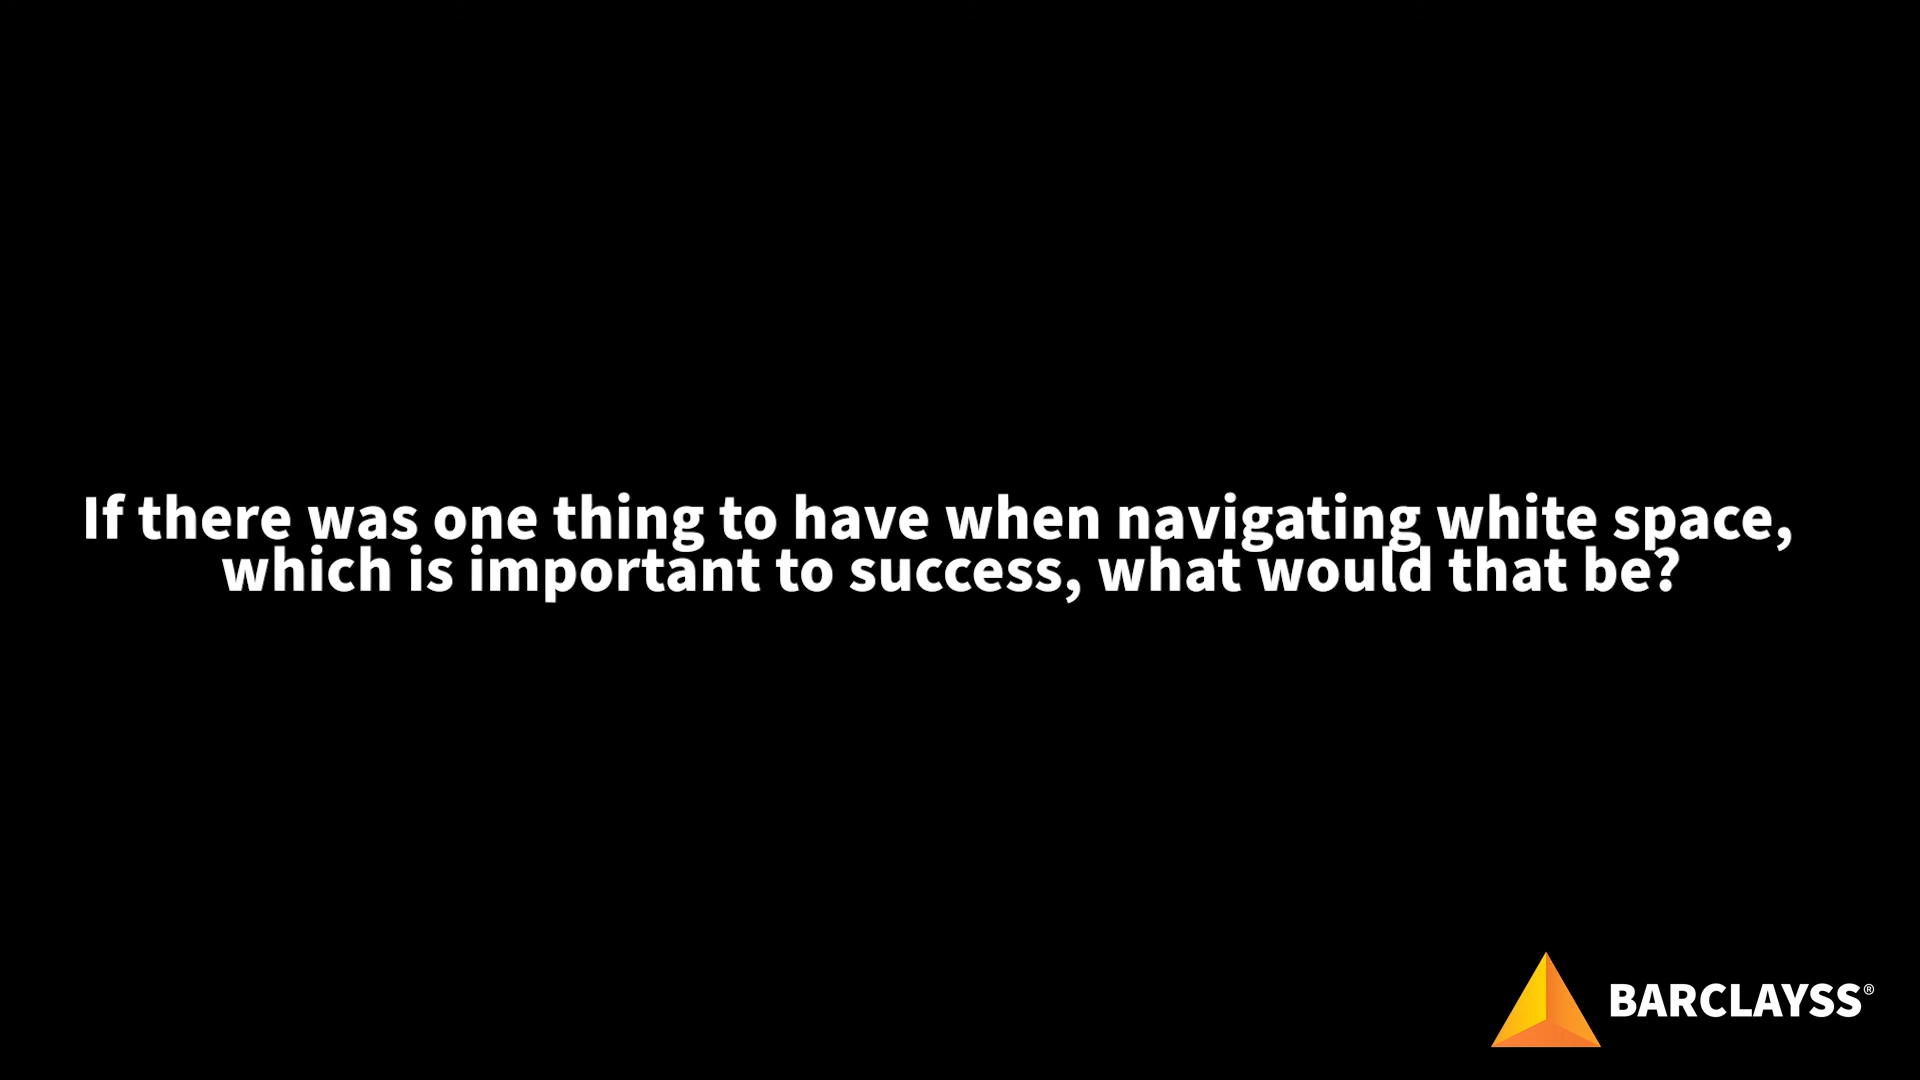 If there was one thing to have when navigating white space,
which is important to success, what would that be?
BARCLAYSS®